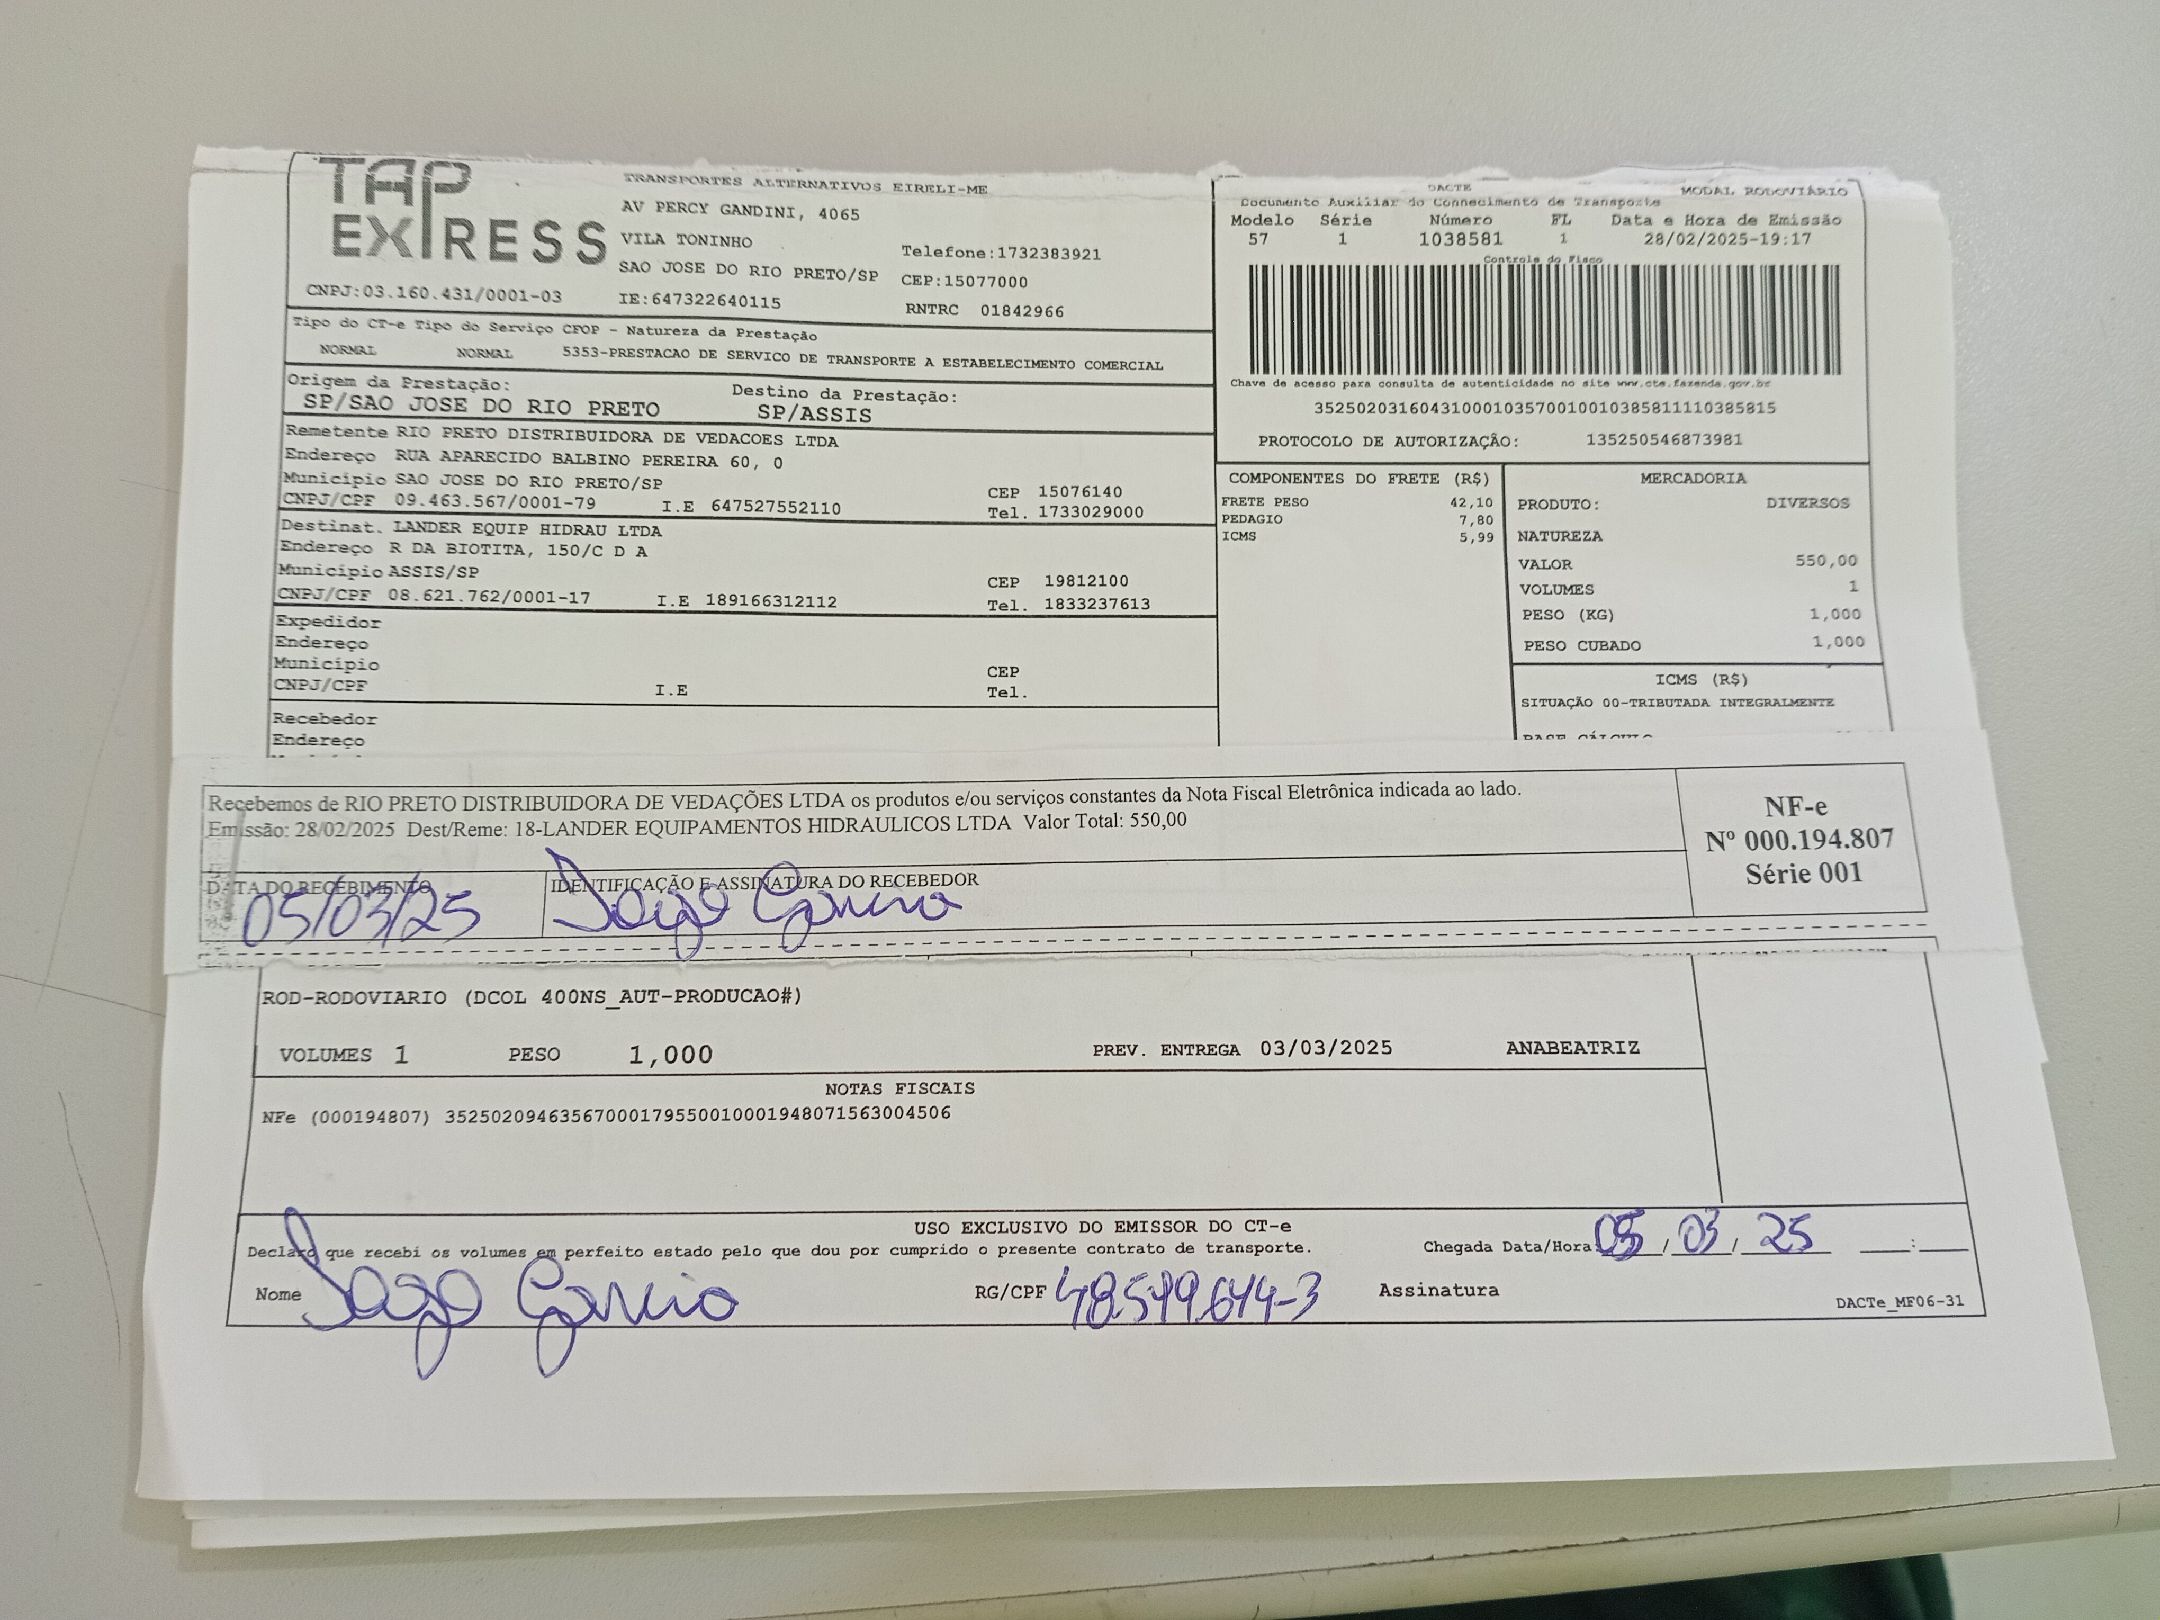 TAP EXPRESS
TRANSPORTES ALTERNATIVOS EIRELI-ME
AV PERCY GANDINI, 4065
VILA TONINHO
Telefone:1732383921
SAO JOSE DO RIO PRETO/SP CEP:15077000
CNPJ:03.160.431/0001-03 IE:647322640115 RNTRC 01842966
Tipo do CT-e Tipo do Serviço CFOP - Natureza da Prestação
NORMAL NORMAL 5353-PRESTACAO DE SERVICO DE TRANSPORTE A ESTABELECIMENTO COMERCIAL
Origem da Prestação: Destino da Prestação:
SP/SAO JOSE DO RIO PRETO SP/ASSIS
Remetente RIO PRETO DISTRIBUIDORA DE VEDACOES LTDA
Endereço RUA APARECIDO BALBINO PEREIRA 60, 0
Município SAO JOSE DO RIO PRETO/SP CEP 15076140
CNPJ/CPF 09.463.567/0001-79 I.E 647527552110 Tel. 1733029000
Destinat. LANDER EQUIP HIDRAU LTDA
Endereço R DA BIOTITA, 150/C D A
Município ASSIS/SP CEP 19812100
CNPJ/CPF 08.621.762/0001-17 I.E 189166312112 Tel. 1833237613
Expedidor
Endereço
Município CEP
CNPJ/CPF I.E Tel.
Recebedor
Endereço
DACTE MODAL RODOVIÁRIO
Documento Auxiliar do Conhecimento de Transporte
Modelo Série Número FL Data e Hora de Emissão
57 1 1038581 1 28/02/2025-19:17
Controle do Fisco
Chave de acesso para consulta de autenticidade no site www.cte.fazenda.gov.br
35250203160431000103570010010385811110385815
PROTOCOLO DE AUTORIZAÇÃO: 135250546873981
COMPONENTES DO FRETE (R$)
FRETE PESO 42,10
PEDAGIO 7,80
ICMS 5,99
MERCADORIA
PRODUTO: DIVERSOS
NATUREZA
VALOR 550,00
VOLUMES 1
PESO (KG) 1,000
PESO CUBADO 1,000
ICMS (R$)
SITUAÇÃO 00-TRIBUTADA INTEGRALMENTE
BASE CÁLCULO
Recebemos de RIO PRETO DISTRIBUIDORA DE VEDAÇÕES LTDA os produtos e/ou serviços constantes da Nota Fiscal Eletrônica indicada ao lado.
Emissão: 28/02/2025 Dest/Reme: 18-LANDER EQUIPAMENTOS HIDRAULICOS LTDA Valor Total: 550,00
NF-e
Nº 000.194.807
Série 001
DATA DO RECEBIMENTO IDENTIFICAÇÃO E ASSINATURA DO RECEBEDOR
05/03/25 Garcia
ROD-RODOVIARIO (DCOL 400NS_AUT-PRODUCAO#)
VOLUMES 1 PESO 1,000 PREV. ENTREGA 03/03/2025 ANABEATRIZ
NOTAS FISCAIS
NFe (000194807) 35250209463567000179550010001948071563004506
USO EXCLUSIVO DO EMISSOR DO CT-e
Declaro que recebi os volumes em perfeito estado pelo que dou por cumprido o presente contrato de transporte. Chegada Data/Hora 05/03/25 __:__
Nome Garcia RG/CPF 48.599.644-3 Assinatura
DACTe_MF06-31